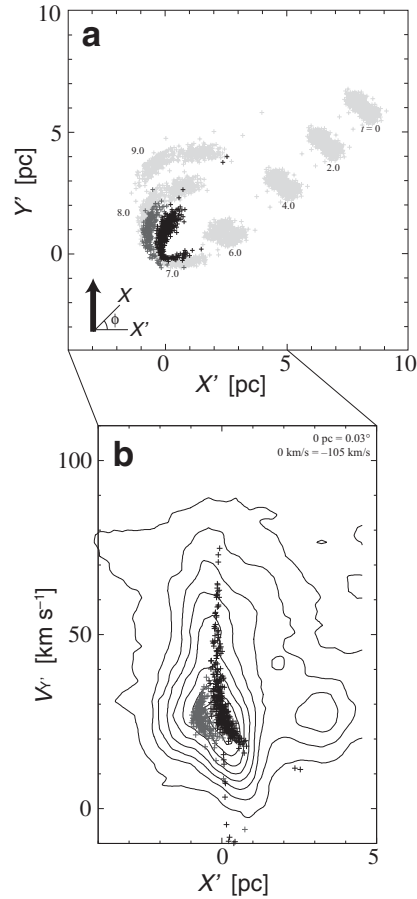 10
a
9.0
t = 0
5
2.0
Y′ [pc]
4.0
8.0
6.0
0
7.0
X
φ
X′
0
5
10
X′ [pc]
0 pc = 0.03°
0 km/s = –105 km/s
b
100
50
V_Y′ [km s⁻¹]
0
0
5
X′ [pc]